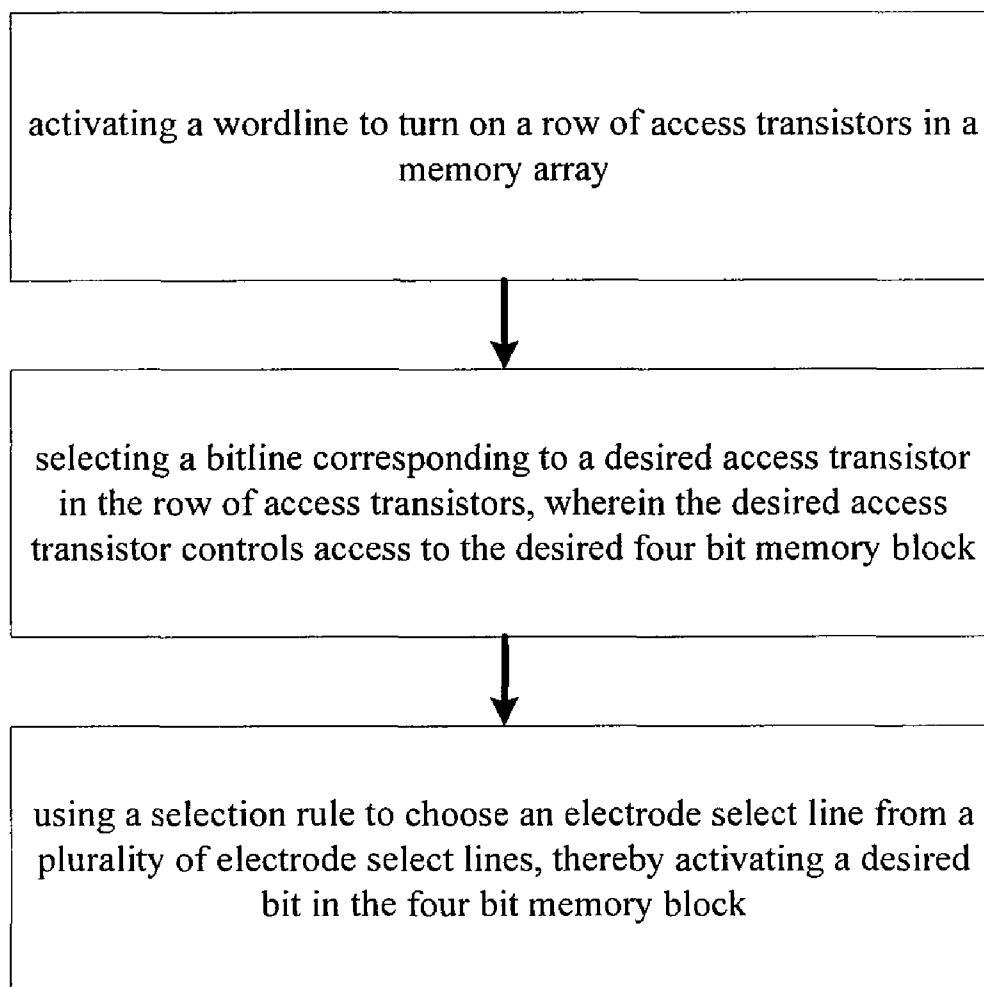 activating a wordline to turn on a row of access transistors in a
memory array
selecting a bitline corresponding to a desired access transistor
in the row of access transistors, wherein the desired access
transistor controls access to the desired four bit memory block
using a selection rule to choose an electrode select line from a
plurality of electrode select lines, thereby activating a desired
bit in the four bit memory block